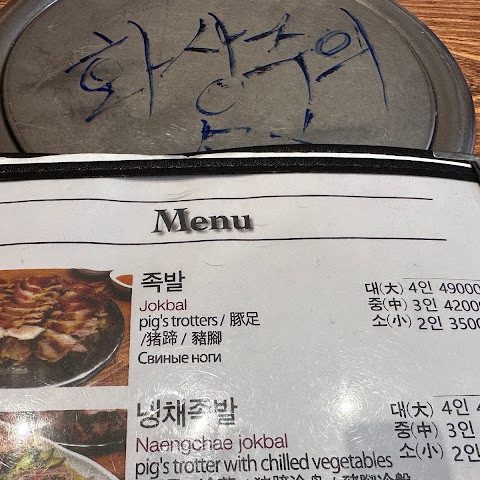 화상주의
Menu
족발
Jokbal
pig's trotters / 豚足
/猪蹄 / 豬腳
Свиные ноги
대(大) 4인 49000
중(中) 3인 42000
소(小) 2인 3500
냉채족발
Naengchae jokbal
pig's trotter with chilled vegetables
대(大) 4인
중(中) 3인
소(小) 2인